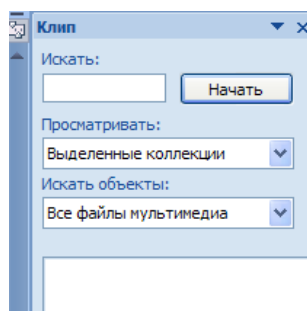 Клип
Искать:
Начать
Просматривать:
Выделенные коллекции
Искать объекты:
Все файлы мультимедиа